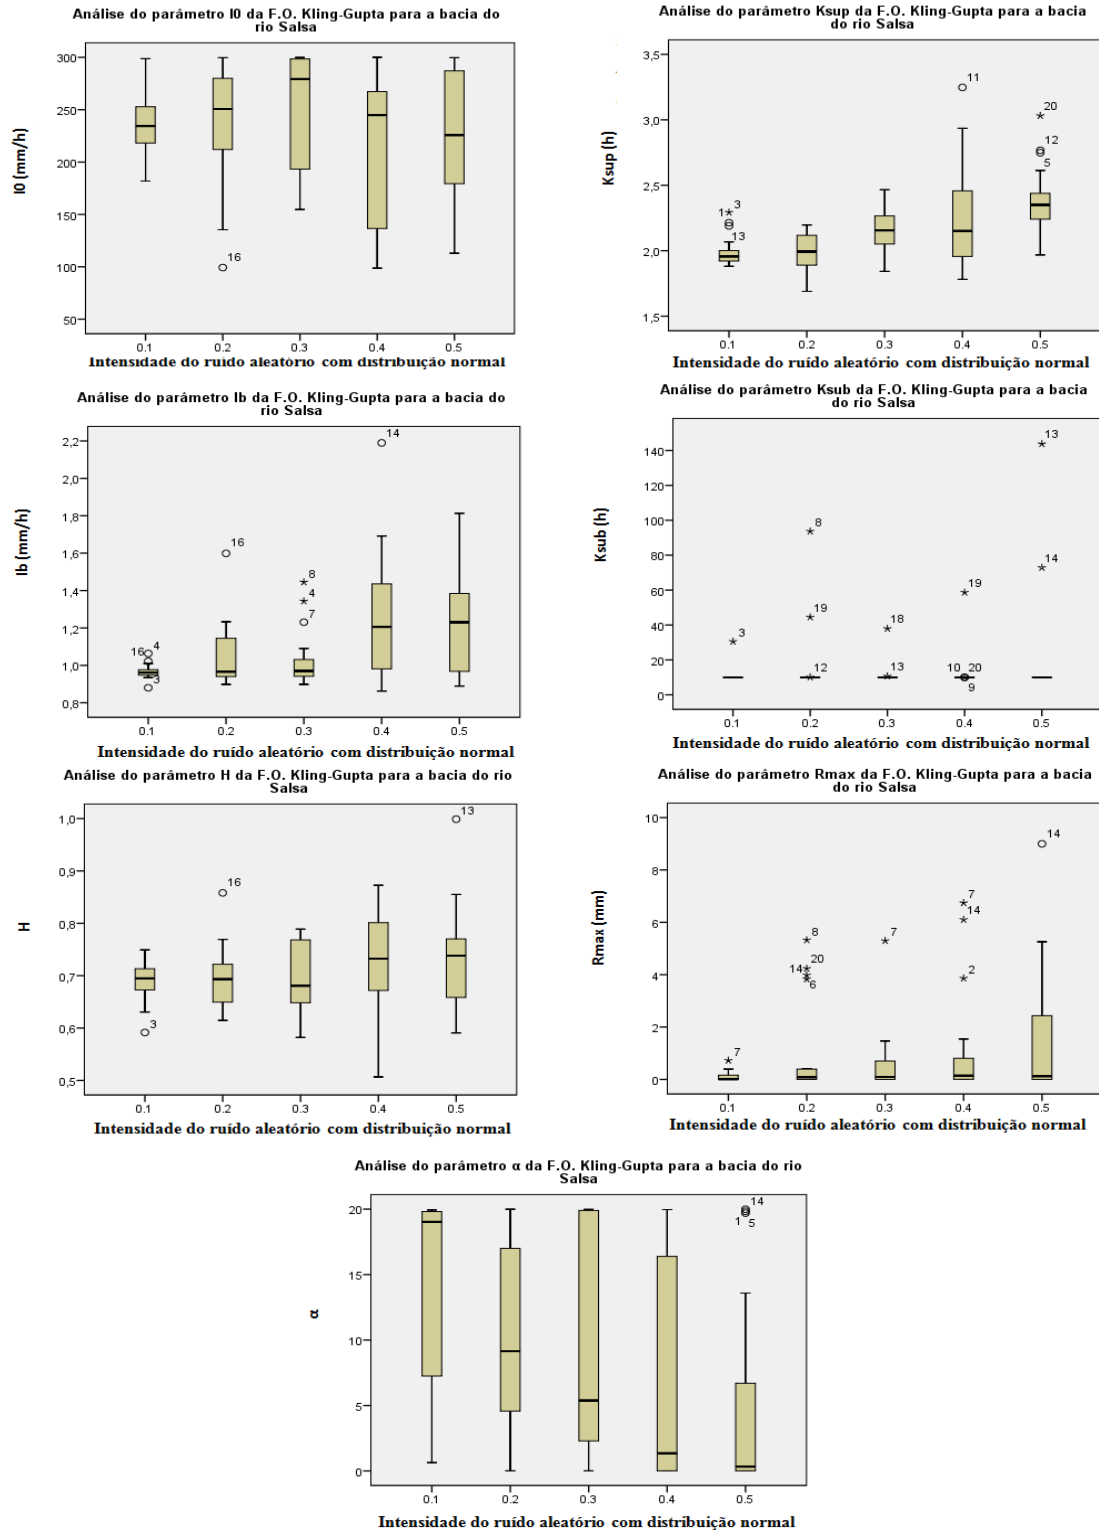 Análise do parâmetro I0 da F.O. Kling-Gupta para a bacia do
rio Salsa
I0 (mm/h)
300
250
200
150
100
50
16
0.1 0.2 0.3 0.4 0.5
Intensidade do ruído aleatório com distribuição normal
Análise do parâmetro Ksup da F.O. Kling-Gupta para a bacia
do rio Salsa
Ksup (h)
3,5
3,0
2,5
2,0
1,5
1 3
13
11
20
12
5
0.1 0.2 0.3 0.4 0.5
Intensidade do ruído aleatório com distribuição normal
Análise do parâmetro Ib da F.O. Kling-Gupta para a bacia do
rio Salsa
Ib (mm/h)
2,2
2,0
1,8
1,6
1,4
1,2
1,0
0,8
16 4
3
16
8
4
7
14
0.1 0.2 0.3 0.4 0.5
Intensidade do ruído aleatório com distribuição normal
Análise do parâmetro Ksub da F.O. Kling-Gupta para a bacia
do rio Salsa
Ksub (h)
140
120
100
80
60
40
20
0
3
8
19
12
18
13
19
10 20
9
13
14
0.1 0.2 0.3 0.4 0.5
Intensidade do ruído aleatório com distribuição normal
Análise do parâmetro H da F.O. Kling-Gupta para a bacia do rio
Salsa
H
1,0
0,9
0,8
0,7
0,6
0,5
3
16
13
0.1 0.2 0.3 0.4 0.5
Intensidade do ruído aleatório com distribuição normal
Análise do parâmetro Rmax da F.O. Kling-Gupta para a bacia
do rio Salsa
Rmax (mm)
10
8
6
4
2
0
7
8
20
14
6
7
7
14
2
14
0.1 0.2 0.3 0.4 0.5
Intensidade do ruído aleatório com distribuição normal
Análise do parâmetro α da F.O. Kling-Gupta para a bacia do rio
Salsa
α
20
15
10
5
0
14
1 5
0.1 0.2 0.3 0.4 0.5
Intensidade do ruído aleatório com distribuição normal